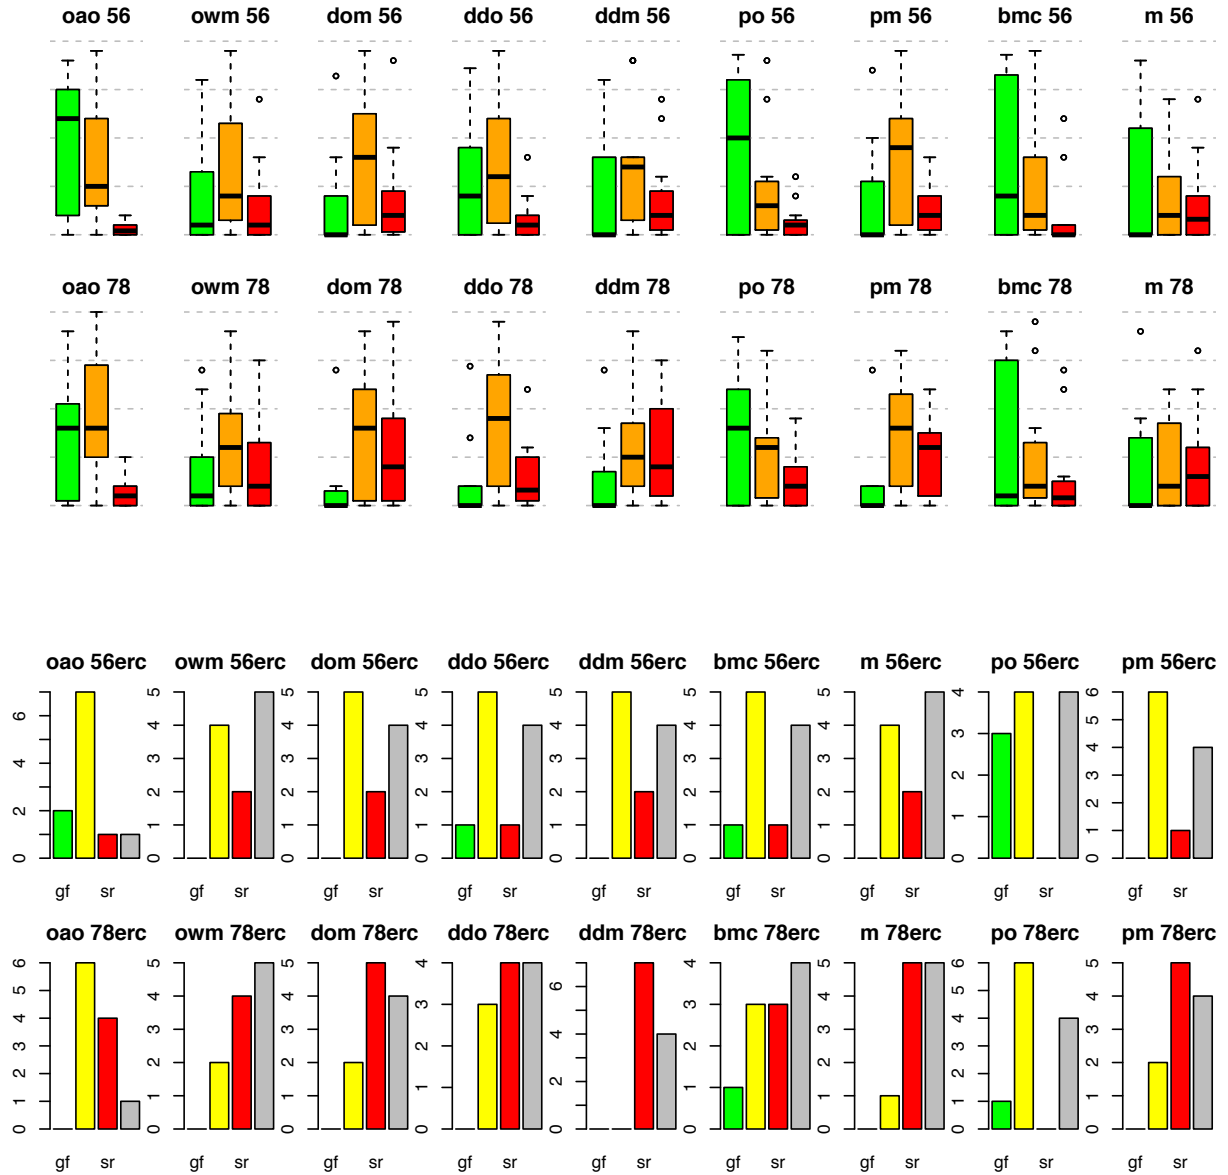 oao 56 owm 56 dom 56 ddo 56 ddm 56 po 56 pm 56 bmc 56 m 56
oao 78 owm 78 dom 78 ddo 78 ddm 78 po 78 pm 78 bmc 78 m 78
oao 56erc owm 56erc dom 56erc ddo 56erc ddm 56erc bmc 56erc m 56erc po 56erc pm 56erc
0 2 6
0 1 2 3 4 5
0 1 2 3 4 5
0 1 2 3 4 5
0 1 2 3 4 5
0 1 2 3 4 5
0 1 2 3 4 5
0 1 2 3 4
0 1 2 3 4 5 6
gf sr gf sr gf sr gf sr gf sr gf sr gf sr gf sr gf sr
oao 78erc owm 78erc dom 78erc ddo 78erc ddm 78erc bmc 78erc m 78erc po 78erc pm 78erc
0 1 2 3 4 5 6
0 1 2 3 4 5
0 1 2 3 4 5
0 1 3 4
0 4 6
0 1 2 3 4
0 1 2 3 4 5
0 1 2 3 4 5 6
0 1 2 3 4 5
gf sr gf sr gf sr gf sr gf sr gf sr gf sr gf sr gf sr